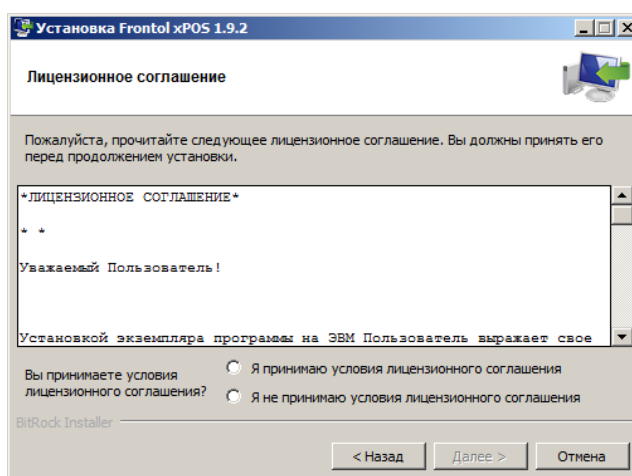 Установка Frontol xPOS 1.9.2
Лицензионное соглашение
Пожалуйста, прочитайте следующее лицензионное соглашение. Вы должны принять его
перед продолжением установки.
*ЛИЦЕНЗИОННОЕ СОГЛАШЕНИЕ*
* *
Уважаемый Пользователь!
Установкой экземпляра программы на ЭВМ Пользователь выражает свое
Вы принимаете условия
лицензионного соглашения?
Я принимаю условия лицензионного соглашения
Я не принимаю условия лицензионного соглашения
BitRock Installer
< Назад
Далее >
Отмена